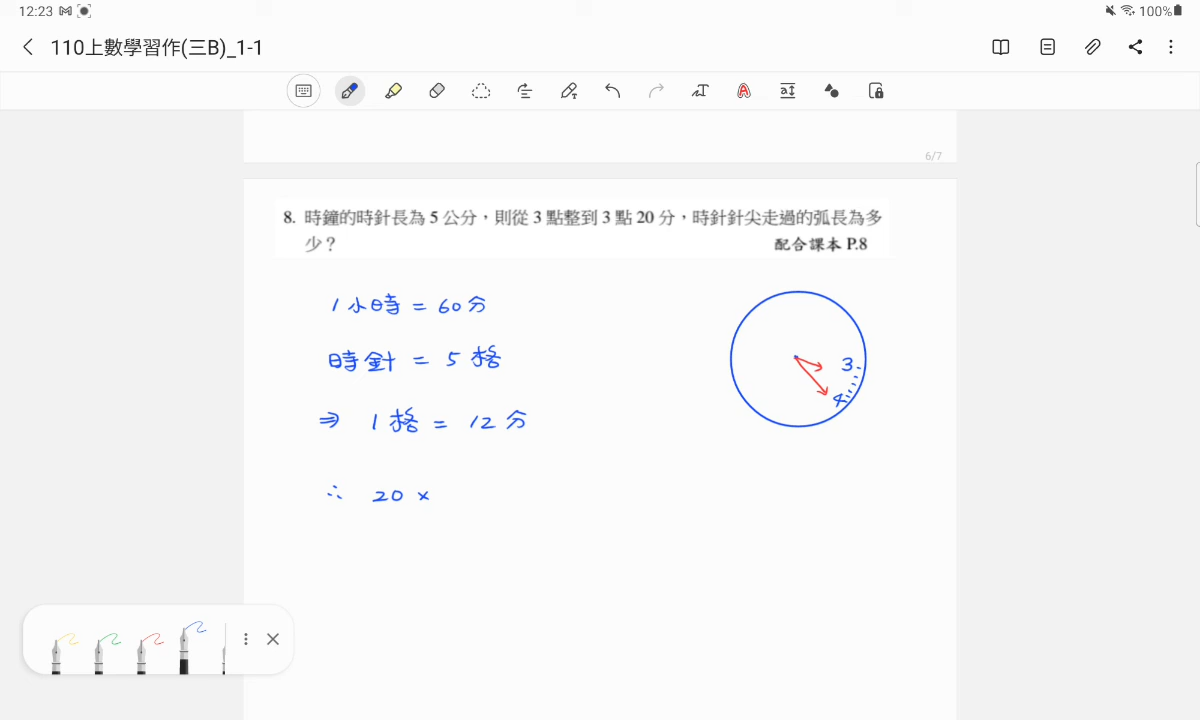 12:23
100%
110上數學習作(三B)_1-1
6/7
8. 時鐘的時針長為 5 公分，則從 3 點整到 3 點 20 分，時針針尖走過的弧長為多
少？
配合課本 P.8
1小時 = 60分
時針 = 5 格
⇒ 1格 = 12分
∴ 20 ×
3
4